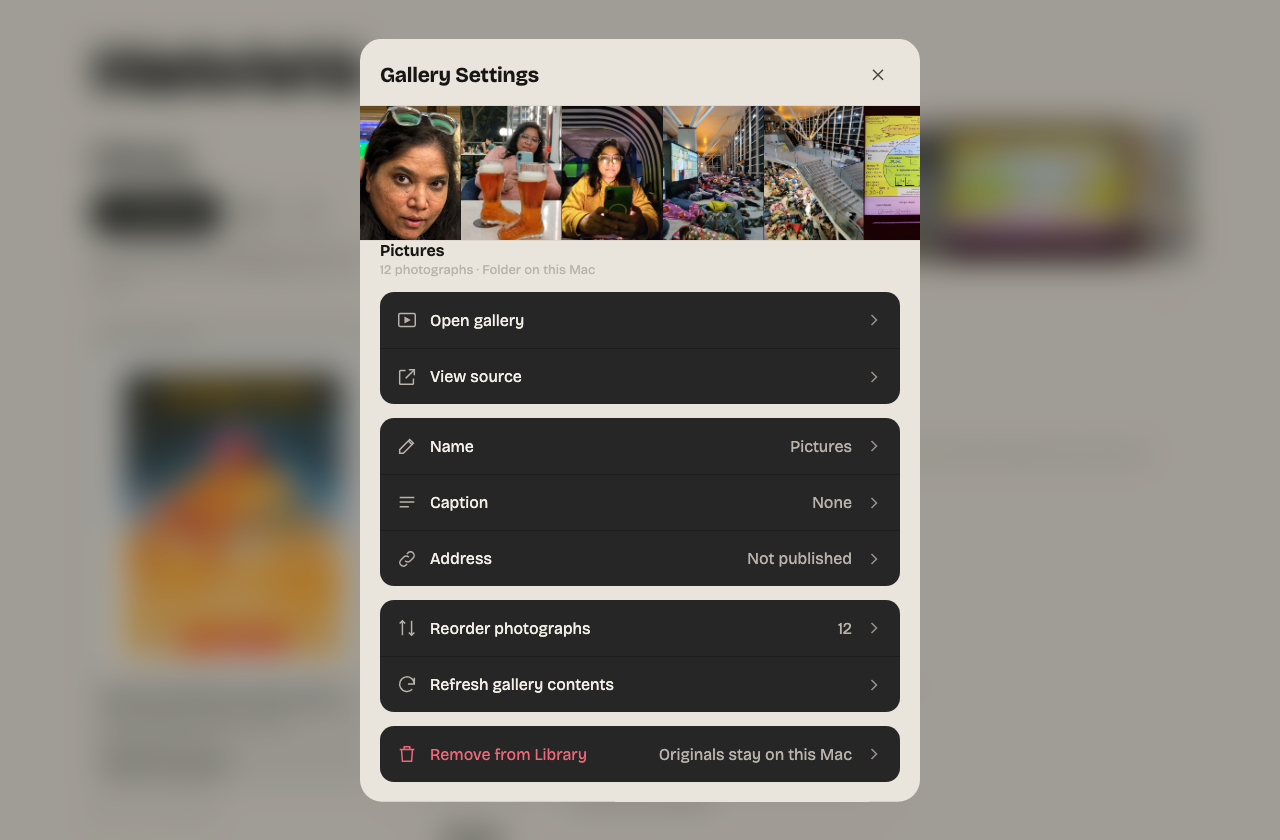 Gallery Settings
Pictures
12 photographs · Folder on this Mac
Open gallery
View source
Name Pictures
Caption None
Address Not published
Reorder photographs 12
Refresh gallery contents
Remove from Library Originals stay on this Mac